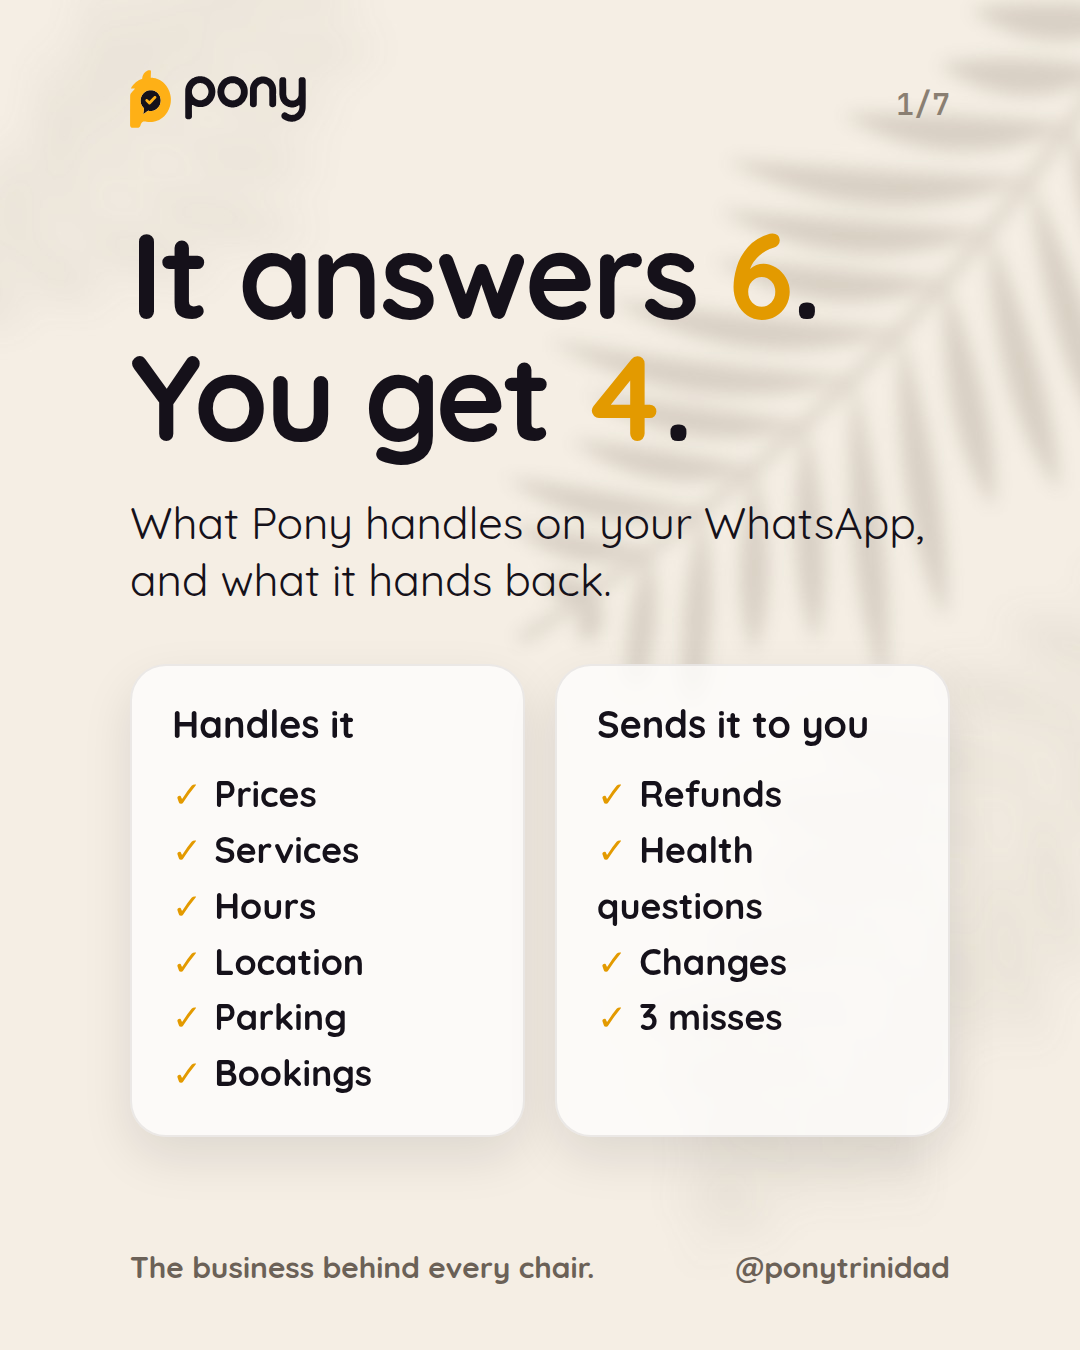 pony
1/7
It answers 6.
You get 4.
What Pony handles on your WhatsApp,
and what it hands back.
Handles it
✓ Prices
✓ Services
✓ Hours
✓ Location
✓ Parking
✓ Bookings
Sends it to you
✓ Refunds
✓ Health
questions
✓ Changes
✓ 3 misses
The business behind every chair.
@ponytrinidad